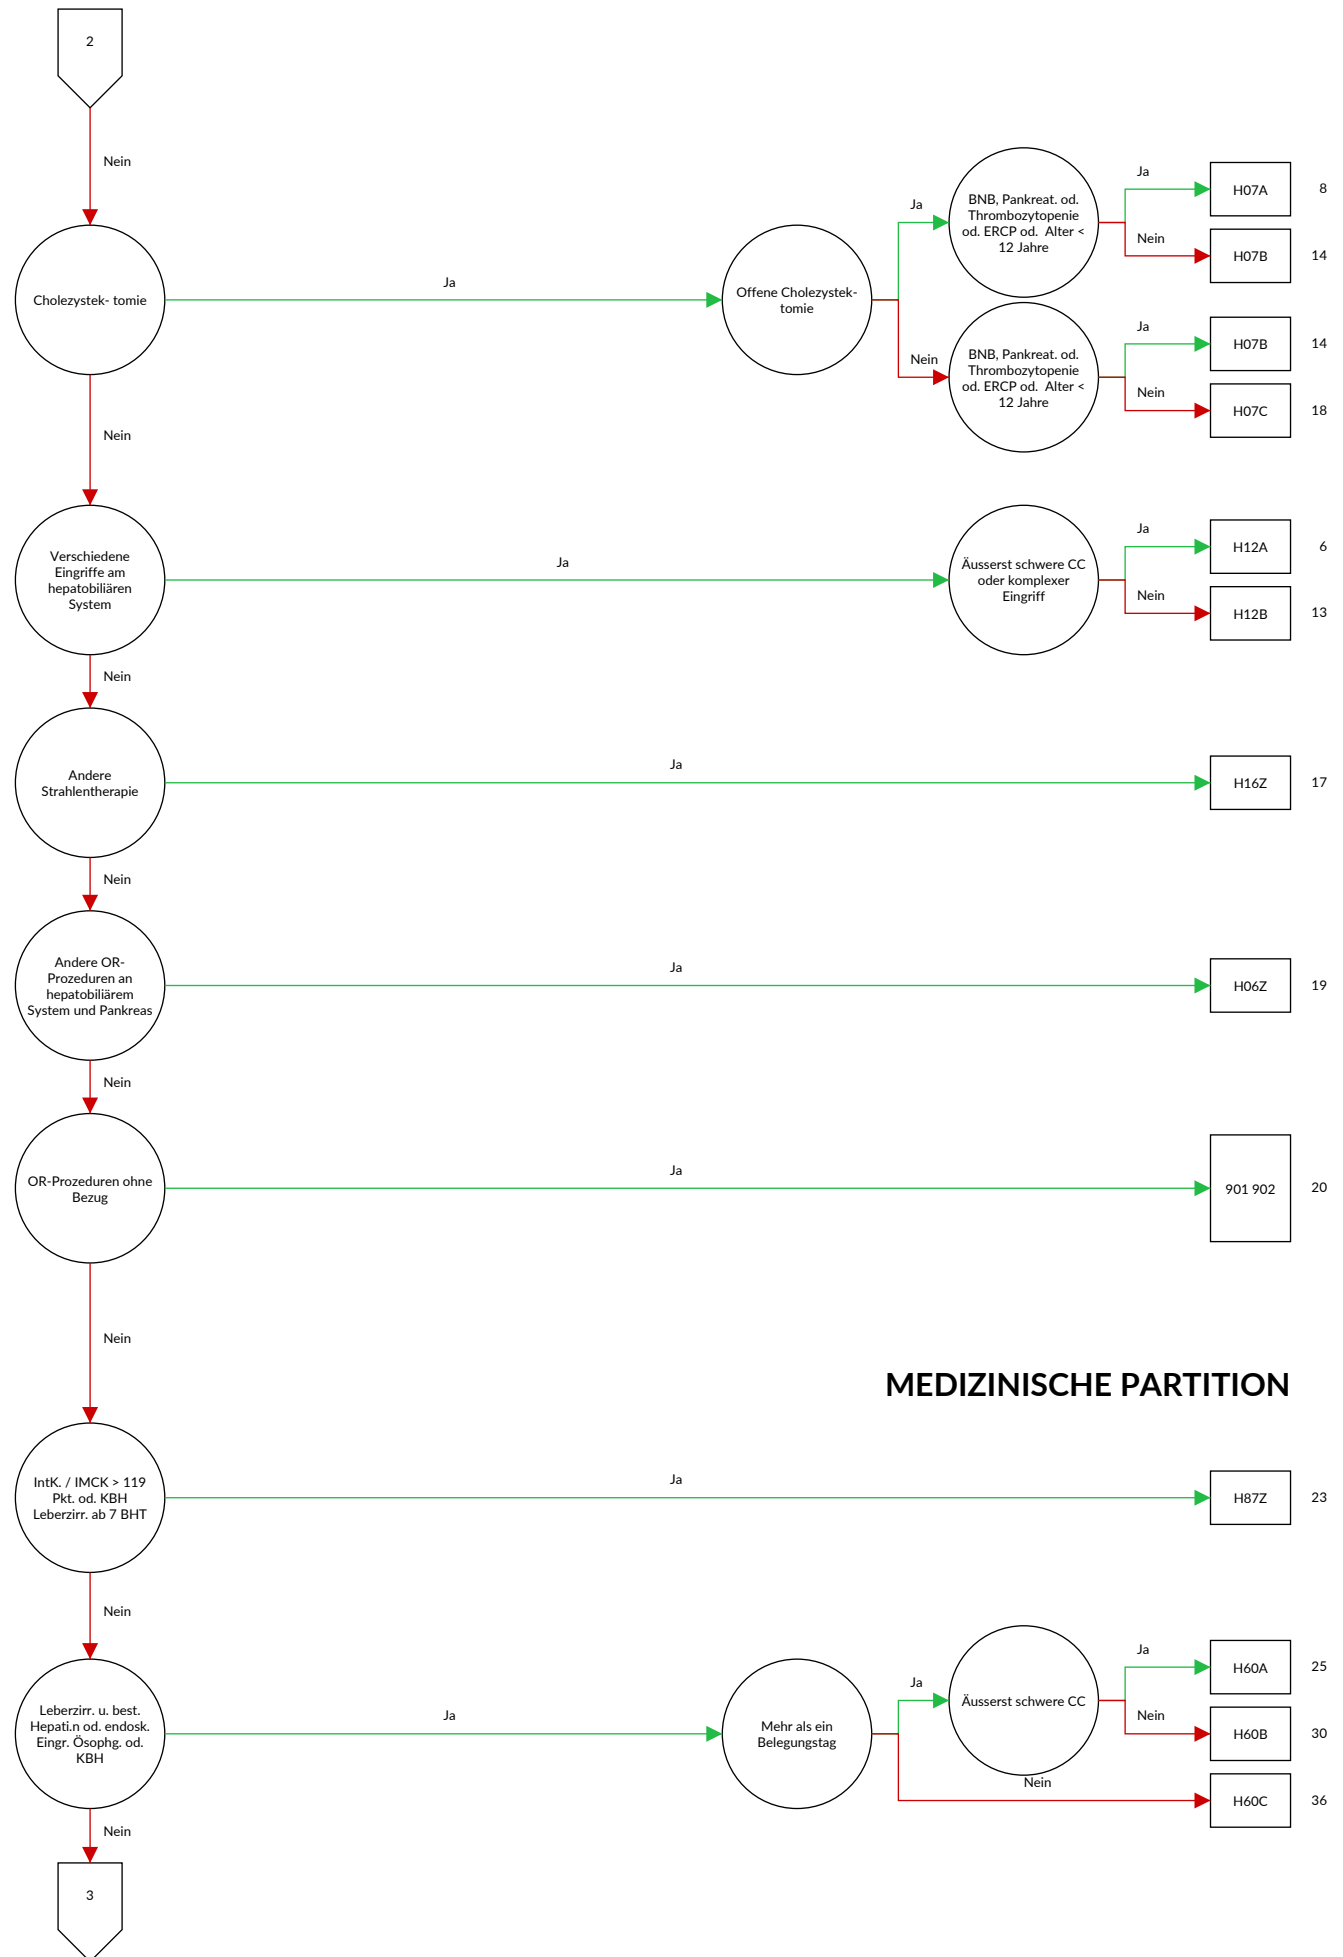 2
Nein
Cholezystek- tomie
Ja
Offene Cholezystek-
tomie
Ja
BNB, Pankreat. od.
Thrombozytopenie
od. ERCP od. Alter <
12 Jahre
Ja
H07A
8
Nein
H07B
14
Nein
BNB, Pankreat. od.
Thrombozytopenie
od. ERCP od. Alter <
12 Jahre
Ja
H07B
14
Nein
H07C
18
Nein
Verschiedene
Eingriffe am
hepatobiliären
System
Ja
Äusserst schwere CC
oder komplexer
Eingriff
Ja
H12A
6
Nein
H12B
13
Nein
Andere
Strahlentherapie
Ja
H16Z
17
Nein
Andere OR-
Prozeduren an
hepatobiliärem
System und Pankreas
Ja
H06Z
19
Nein
OR-Prozeduren ohne
Bezug
Ja
901 902
20
Nein
MEDIZINISCHE PARTITION
IntK. / IMCK > 119
Pkt. od. KBH
Leberzirr. ab 7 BHT
Ja
H87Z
23
Nein
Leberzirr. u. best.
Hepati.n od. endosk.
Eingr. Ösophg. od.
KBH
Ja
Mehr als ein
Belegungstag
Ja
Äusserst schwere CC
Ja
H60A
25
Nein
H60B
30
Nein
H60C
36
Nein
3